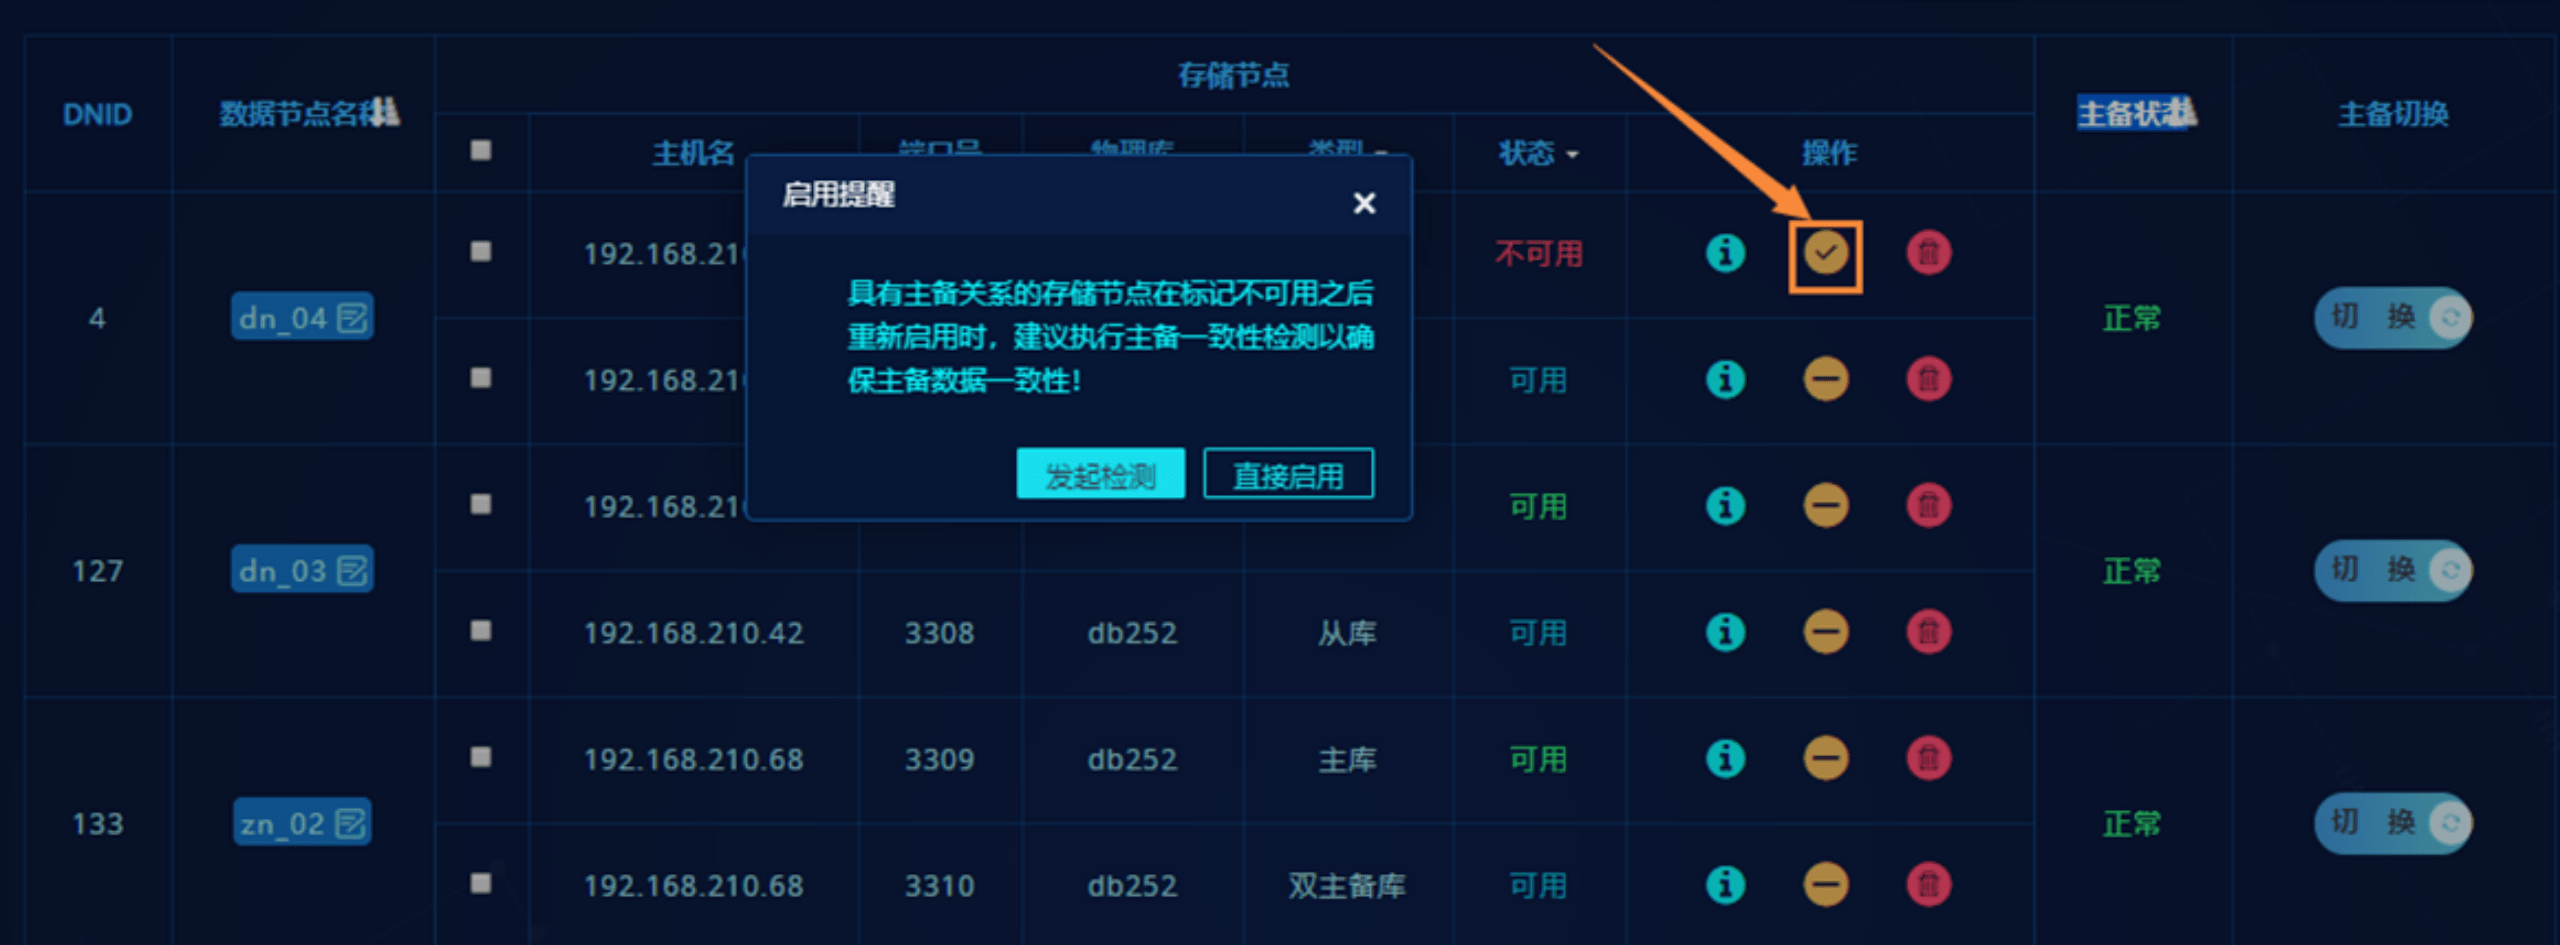 存储节点
DNID 数据节点名称 主备状态 主备切换
主机名 端口号 物理库 类型 状态 操作
启用提醒
具有主备关系的存储节点在标记不可用之后
重新启用时，建议执行主备一致性检测以确
保主备数据一致性！
发起检测 直接启用
192.168.21 不可用
4 dn_04 正常 切 换
192.168.21 可用
192.168.21 可用
127 dn_03 正常 切 换
192.168.210.42 3308 db252 从库 可用
192.168.210.68 3309 db252 主库 可用
133 zn_02 正常 切 换
192.168.210.68 3310 db252 双主备库 可用